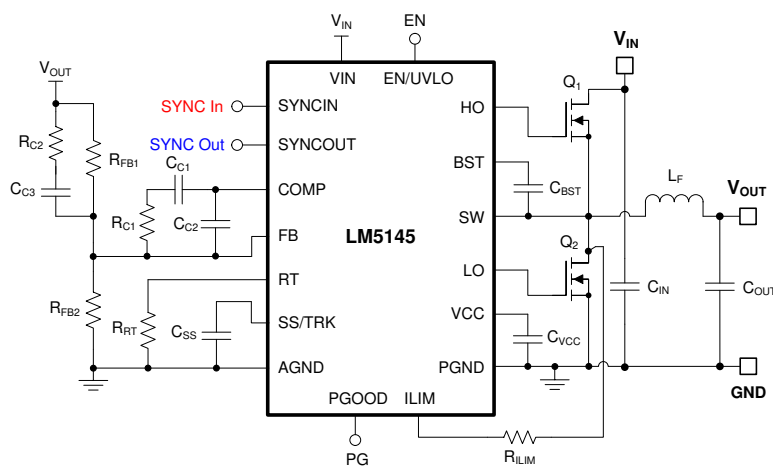 VIN
EN
VIN
VOUT
VIN
EN/UVLO
Q1
SYNC In
SYNCIN
HO
SYNC Out
SYNCOUT
RC2
RFB1
CC1
BST
CC3
COMP
CBST
LF
VOUT
RC1
CC2
SW
FB
LM5145
Q2
RT
LO
RFB2
RRT
CSS
SS/TRK
VCC
CIN
COUT
CVCC
AGND
PGND
PGOOD
ILIM
GND
RILIM
PG